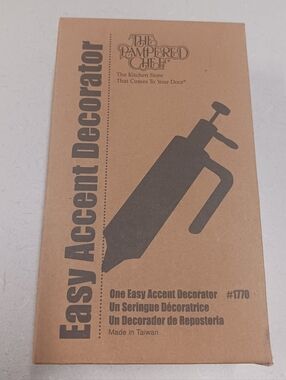 THE
PAMPERED
CHEF®
The Kitchen Store
That Comes To Your Door®
Easy Accent Decorator
One Easy Accent Decorator #1770
Un Seringue Décoratrice
Un Decorador de Reposteria
Made in Taiwan